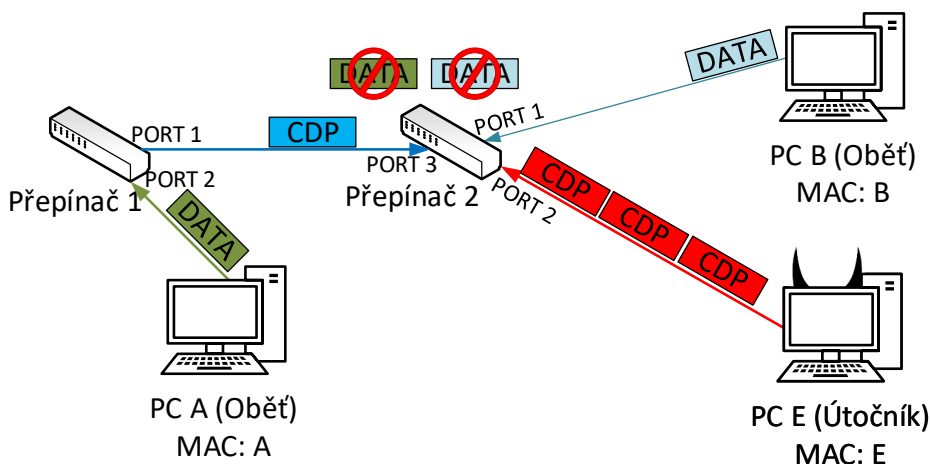 DATA
DATA
DATA
PORT 1
CDP
PORT 1
PORT 3
PORT 2
PORT 2
Přepínač 1
Přepínač 2
DATA
CDP
CDP
CDP
PC B (Oběť)
MAC: B
PC A (Oběť)
MAC: A
PC E (Útočník)
MAC: E